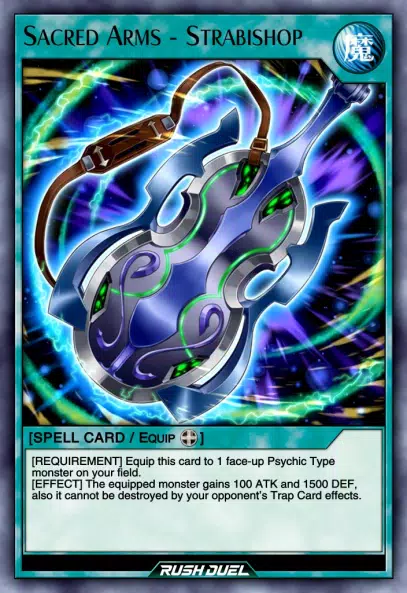 Sacred Arms - Strabishop
魔
[SPELL CARD / Equip ]
[REQUIREMENT] Equip this card to 1 face-up Psychic Type
monster on your field.
[EFFECT] The equipped monster gains 100 ATK and 1500 DEF,
also it cannot be destroyed by your opponent's Trap Card effects.
RUSH DUEL